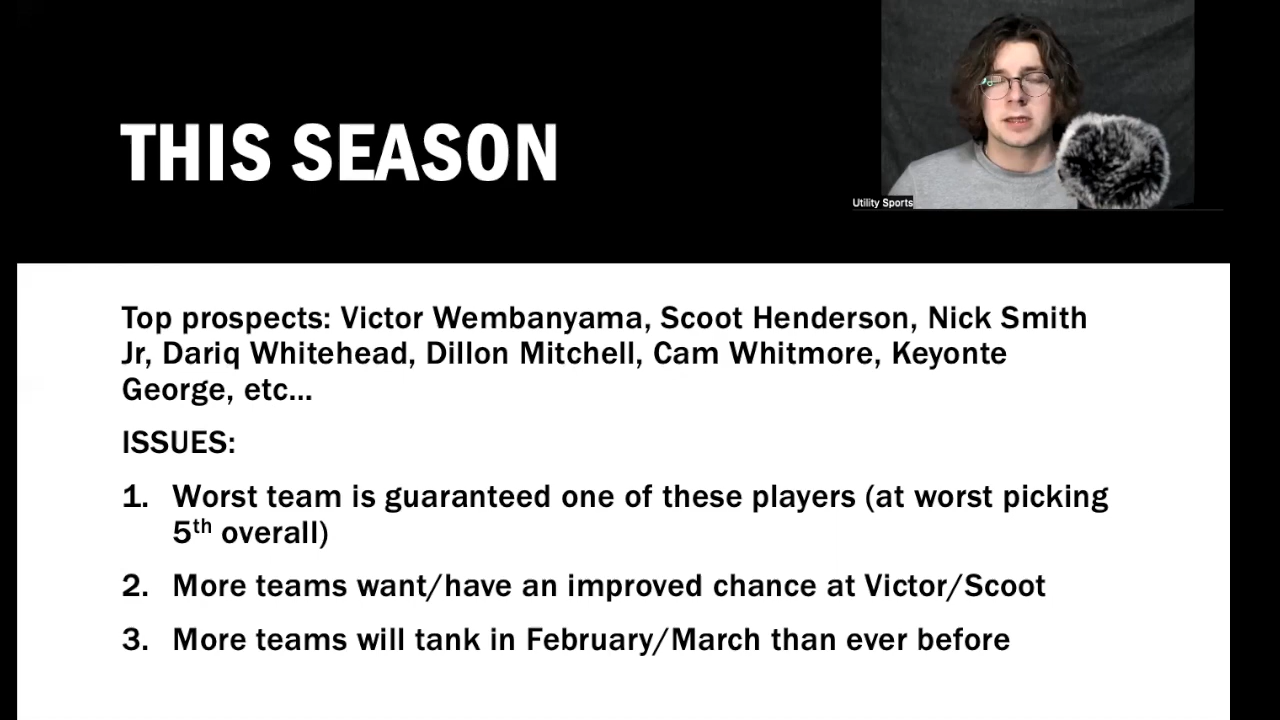 THIS SEASON
Utility Sports
Top prospects: Victor Wembanyama, Scoot Henderson, Nick Smith
Jr, Dariq Whitehead, Dillon Mitchell, Cam Whitmore, Keyonte
George, etc...
ISSUES:
1. Worst team is guaranteed one of these players (at worst picking
5th overall)
2. More teams want/have an improved chance at Victor/Scoot
3. More teams will tank in February/March than ever before